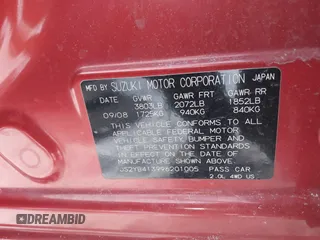 MFD BY SUZUKI MOTOR CORPORATION JAPAN
DATE GVWR GAWR FRT GAWR RR
3803LB 2072LB 1852LB
09/08 1725KG 940KG 840KG
THIS VEHICLE CONFORMS TO ALL
APPLICABLE FEDERAL MOTOR
VEHICLE SAFETY, BUMPER AND
THEFT PREVENTION STANDARDS
IN EFFECT ON THE DATE OF
MANUFACTURE SHOWN ABOVE
JS2YB413996201005 PASS CAR
2.0L 4WD US
DREAMBID